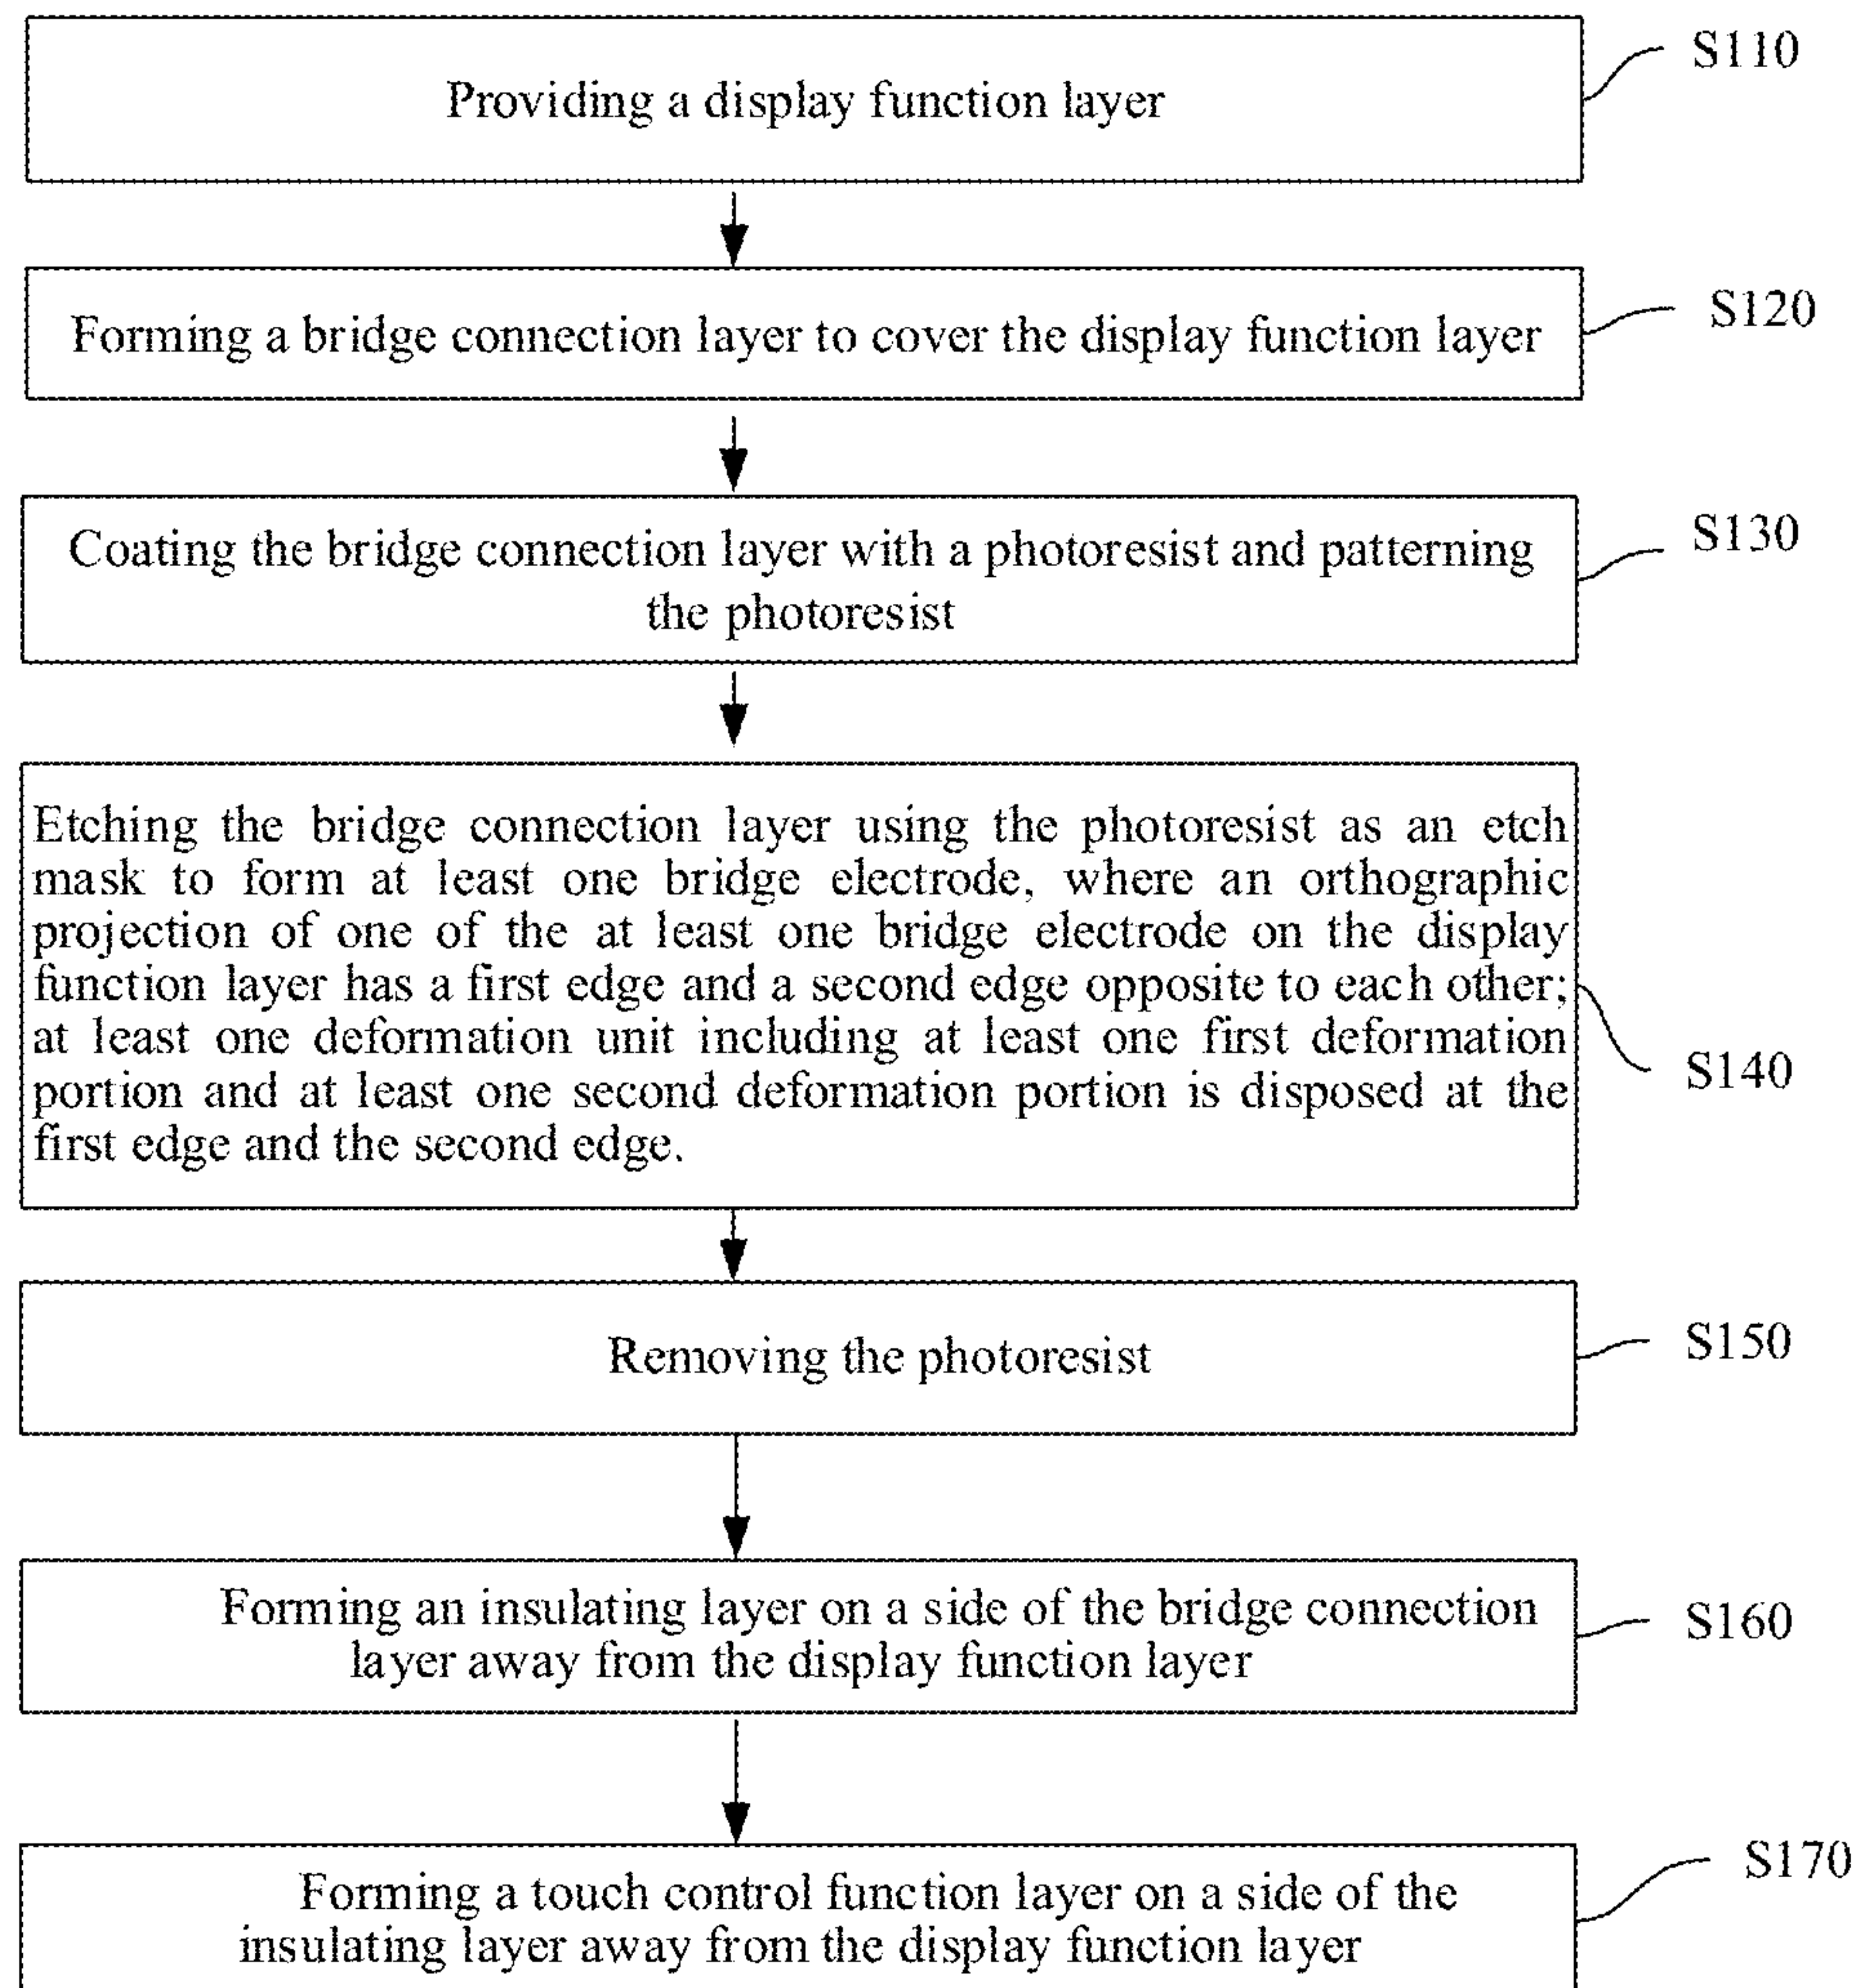 Providing a display function layer
S110
Forming a bridge connection layer to cover the display function layer
S120
Coating the bridge connection layer with a photoresist and patterning
the photoresist
S130
Etching the bridge connection layer using the photoresist as an etch
mask to form at least one bridge electrode, where an orthographic
projection of one of the at least one bridge electrode on the display
function layer has a first edge and a second edge opposite to each other;
at least one deformation unit including at least one first deformation
portion and at least one second deformation portion is disposed at the
first edge and the second edge.
S140
Removing the photoresist
S150
Forming an insulating layer on a side of the bridge connection
layer away from the display function layer
S160
Forming a touch control function layer on a side of the
insulating layer away from the display function layer
S170